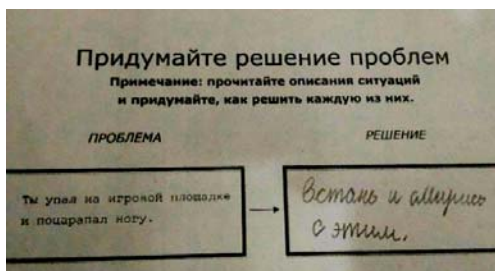 Придумайте решение проблем
Примечание: прочитайте описания ситуаций
и придумайте, как решить каждую из них.
ПРОБЛЕМА
РЕШЕНИЕ
Ты упал на игровой площадке
и поцарапал ногу.
Встань и смирись
с этим.